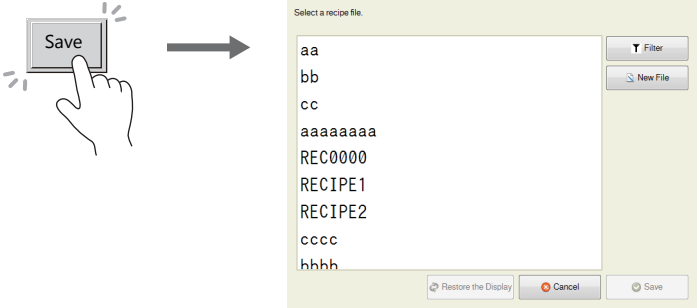 Save
Select a recipe file.
aa
bb
cc
aaaaaaaa
REC0000
RECIPE1
RECIPE2
cccc
bbbb
Filter
New File
Restore the Display
Cancel
Save